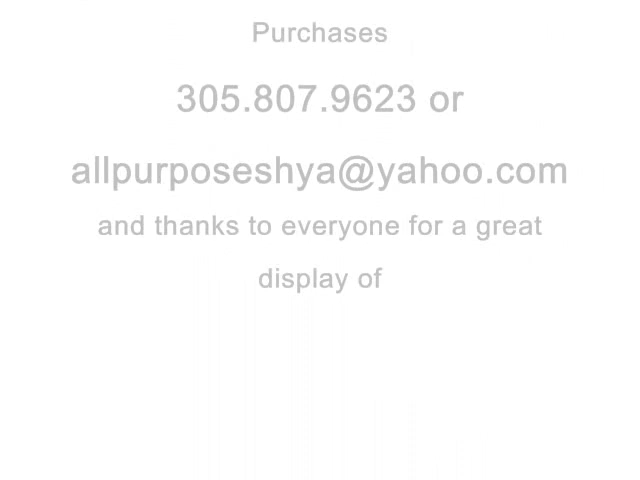 Purchases
305.807.9623 or
allpurposeshya@yahoo.com
and thanks to everyone for a great
display of